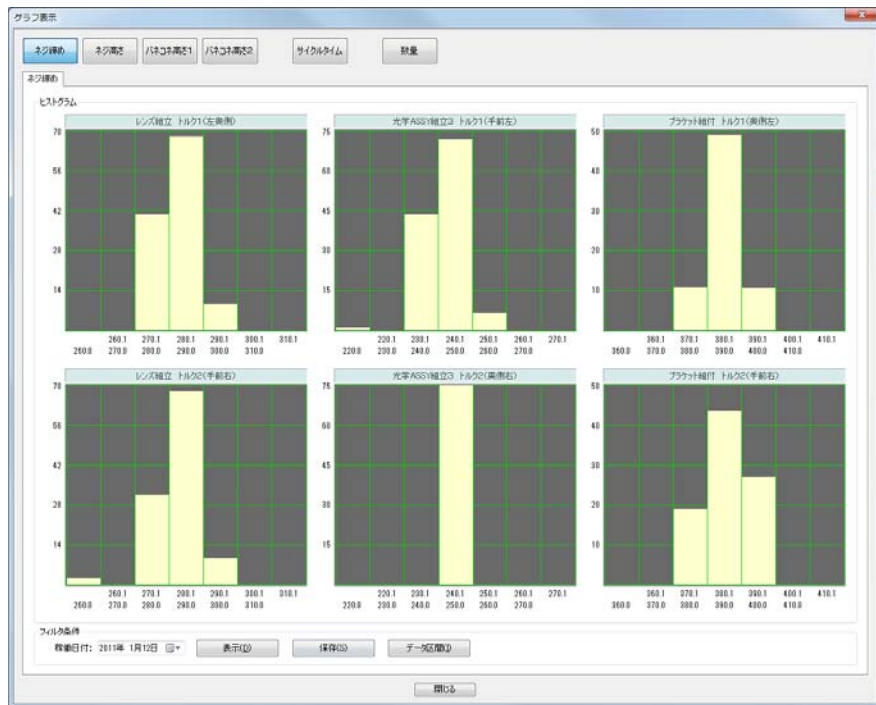 グラフ表示
ネジ締め ネジ高さ バネコネ高さ1 バネコネ高さ2 サイクルタイム 数量
ネジ締め
ヒストグラム
レンズ組立 トルク1(左奥側)
70
56
42
28
14
260.1 270.1 280.1 290.1 300.1 310.1
260.0 270.0 280.0 290.0 300.0 310.0
光学ASSY組立3 トルク1(手前左)
75
60
45
30
15
220.1 230.1 240.1 250.1 260.1 270.1
220.0 230.0 240.0 250.0 260.0 270.0
ブラケット組付 トルク1(奥側左)
50
40
30
20
10
360.1 370.1 380.1 390.1 400.1 410.1
360.0 370.0 380.0 390.0 400.0 410.0
レンズ組立 トルク2(手前右)
70
56
42
28
14
260.1 270.1 280.1 290.1 300.1 310.1
260.0 270.0 280.0 290.0 300.0 310.0
光学ASSY組立3 トルク2(奥側右)
75
60
45
30
15
220.1 230.1 240.1 250.1 260.1 270.1
220.0 230.0 240.0 250.0 260.0 270.0
ブラケット組付 トルク2(手前右)
50
40
30
20
10
360.1 370.1 380.1 390.1 400.1 410.1
360.0 370.0 380.0 390.0 400.0 410.0
フィルタ条件
稼働日付: 2011年 1月12日 表示(D) 保存(S) データ区間(I)
閉じる